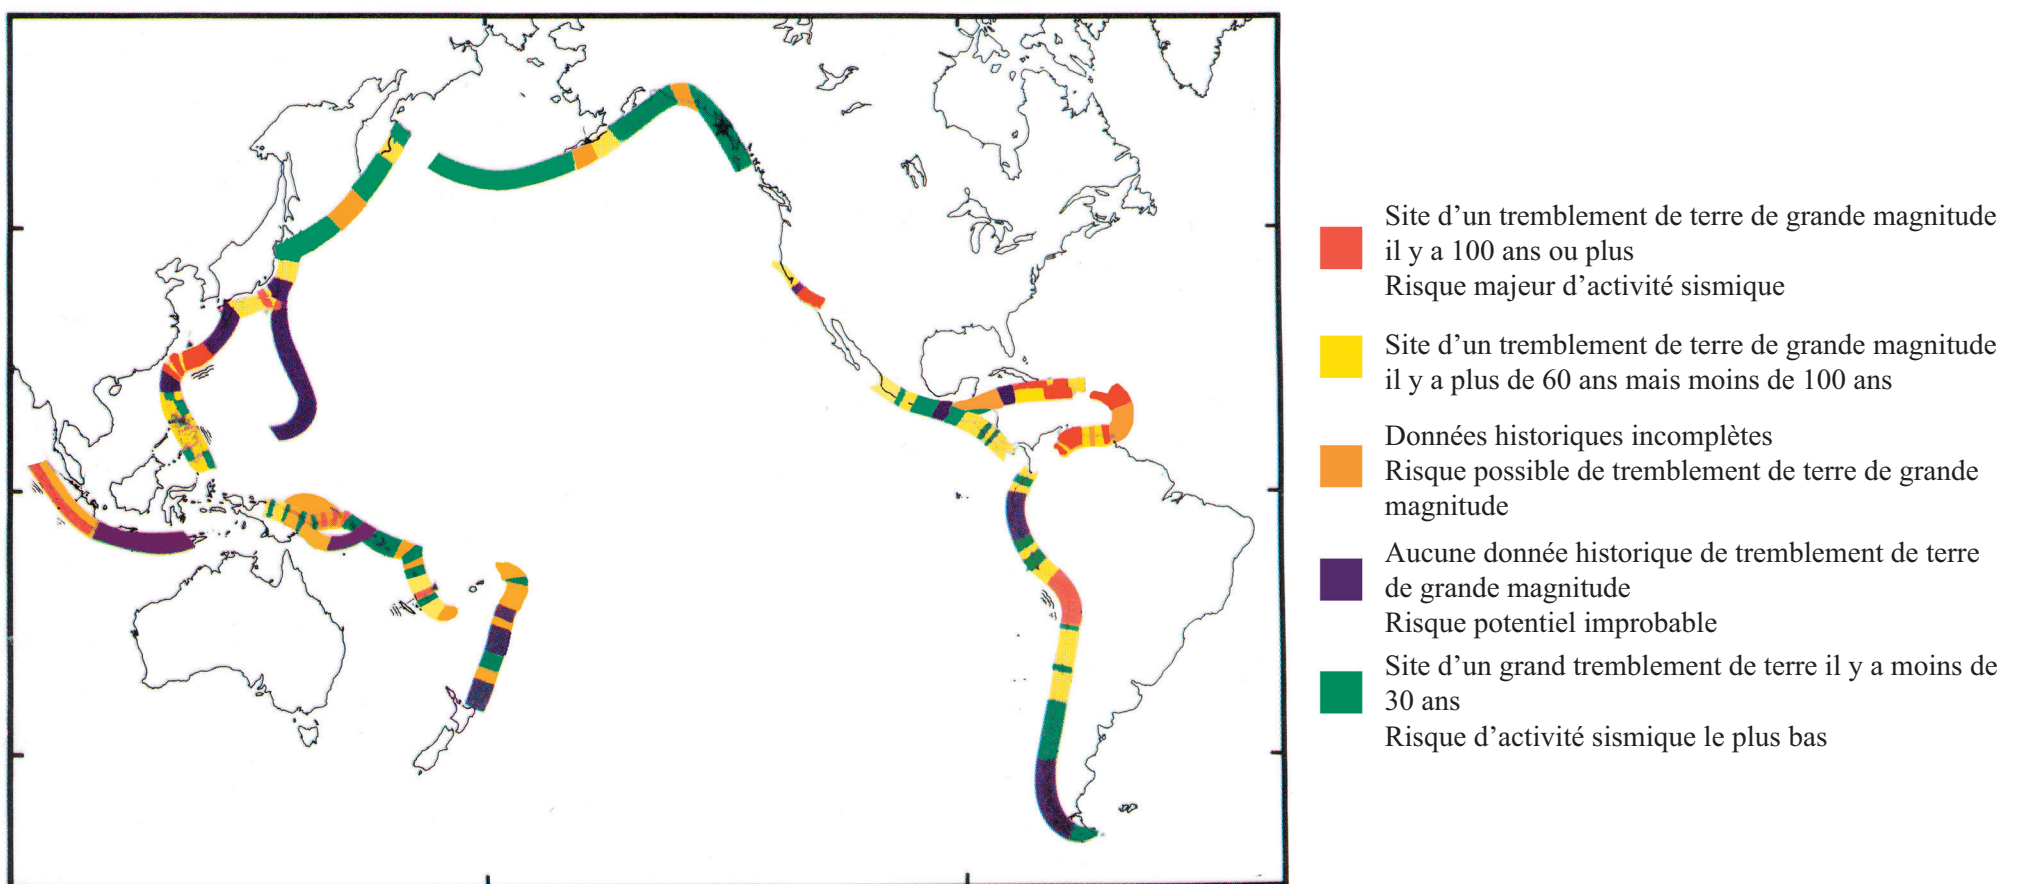 Site d’un tremblement de terre de grande magnitude
il y a 100 ans ou plus
Risque majeur d’activité sismique
Site d’un tremblement de terre de grande magnitude
il y a plus de 60 ans mais moins de 100 ans
Données historiques incomplètes
Risque possible de tremblement de terre de grande
magnitude
Aucune donnée historique de tremblement de terre
de grande magnitude
Risque potentiel improbable
Site d’un grand tremblement de terre il y a moins de
30 ans
Risque d’activité sismique le plus bas